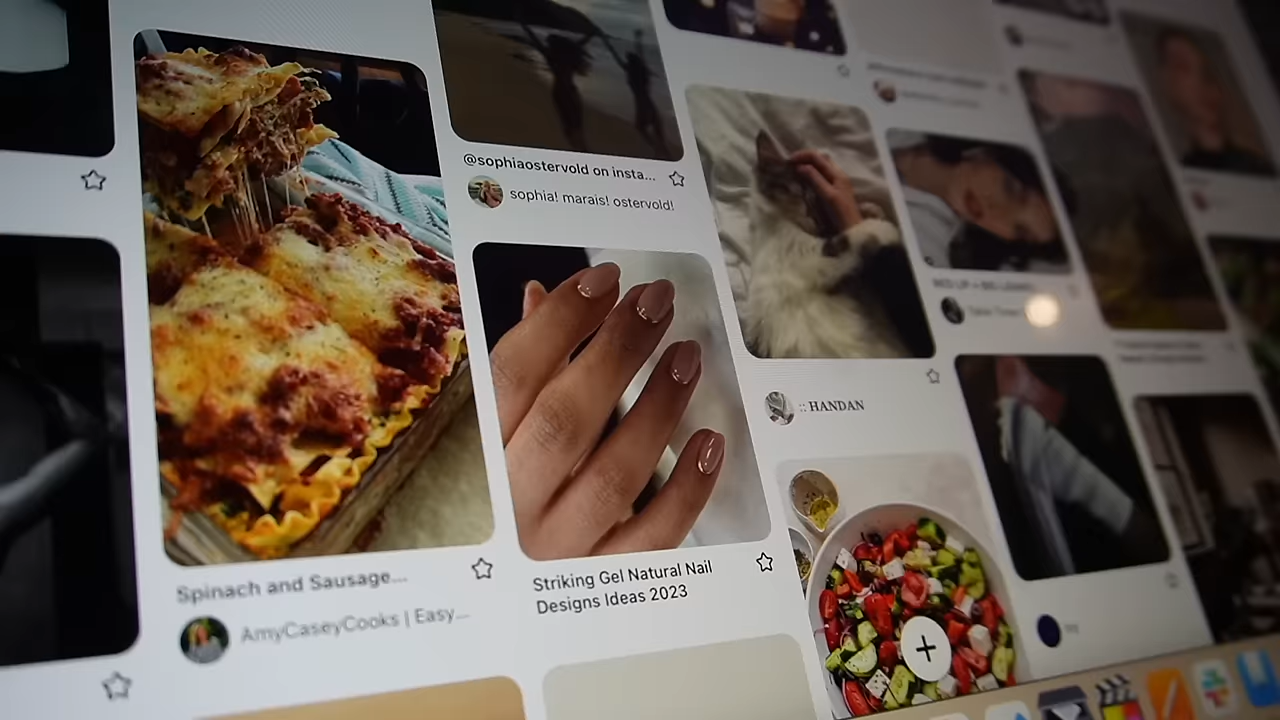 @sophiaostervold on insta...
sophia! marais! ostervold!
Spinach and Sausage...
AmyCaseyCooks | Easy...
Striking Gel Natural Nail
Designs Ideas 2023
:: HANDAN